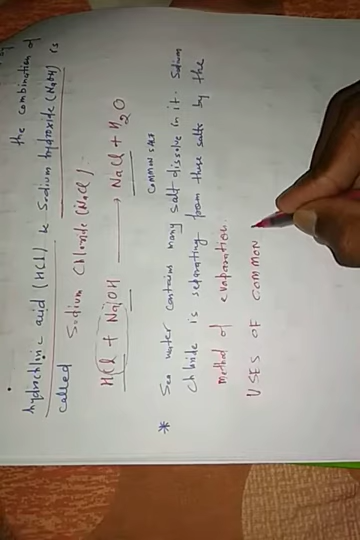 the combination of
hydrochloric acid (HCl) & Sodium hydroxide (NaOH) is
called Sodium Chloride (NaCl).
HCl + NaOH → NaCl + H2O
COMMON SALT
* Sea water contains many salt dissolve in it. Sodium
Chloride is separating from these salts by the
method of evaporation.
USES OF COMMON